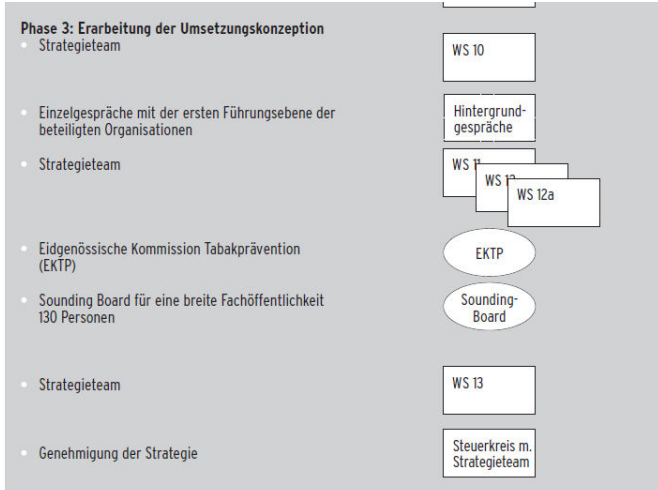 Phase 3: Erarbeitung der Umsetzungskonzeption
Strategieteam
WS 10
Einzelgespräche mit der ersten Führungsebene der
beteiligten Organisationen
Hintergrund-
gespräche
Strategieteam
WS
WS
WS 12a
Eidgenössische Kommission Tabakprävention
(EKTP)
EKTP
Sounding Board für eine breite Fachöffentlichkeit
130 Personen
Sounding-
Board
Strategieteam
WS 13
Genehmigung der Strategie
Steuerkreis m.
Strategieteam